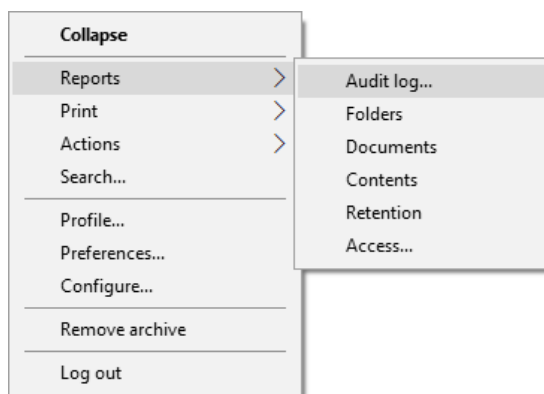 Collapse
Reports
Print
Actions
Search...
Profile...
Preferences...
Configure...
Remove archive
Log out
Audit log...
Folders
Documents
Contents
Retention
Access...